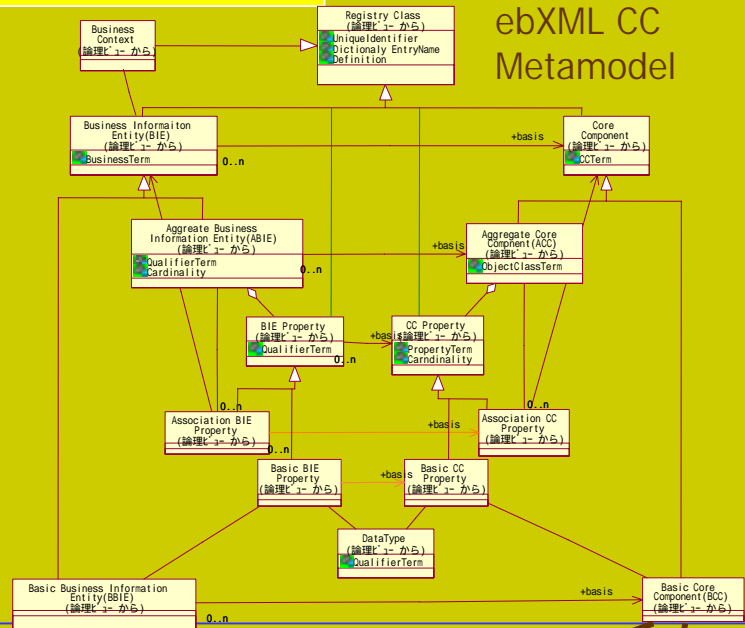 ebXML CC
Metamodel
Business
Context
(論理ビュー から)
Registry Class
(論理ビュー から)
UniqueIdentifier
Dictionaly EntryName
Definition
Business Informaiton
Entity(BIE)
(論理ビュー から)
BusinessTerm
0..n
+basis
Core
Component
(論理ビュー から)
CCTerm
Aggreate Business
Information Entity(ABIE)
(論理ビュー から)
QualifierTerm
Cardinality
0..n
+basis
Aggregate Core
Compnent(ACC)
(論理ビュー から)
ObjectClassTerm
BIE Property
(論理ビュー から)
QualifierTerm
0..n
+basis
CC Property
(論理ビュー から)
PropertyTerm
Carndinality
0..n
Association BIE
Property
(論理ビュー から)
0..n
+basis
0..n
Association CC
Property
(論理ビュー から)
Basic BIE
Property
(論理ビュー から)
+basis
Basic CC
Property
(論理ビュー から)
DataType
(論理ビュー から)
QualifierTerm
Basic Business Information
Entity(BBIE)
(論理ビュー から)
0..n
+basis
Basic Core
Component(BCC)
(論理ビュー から)